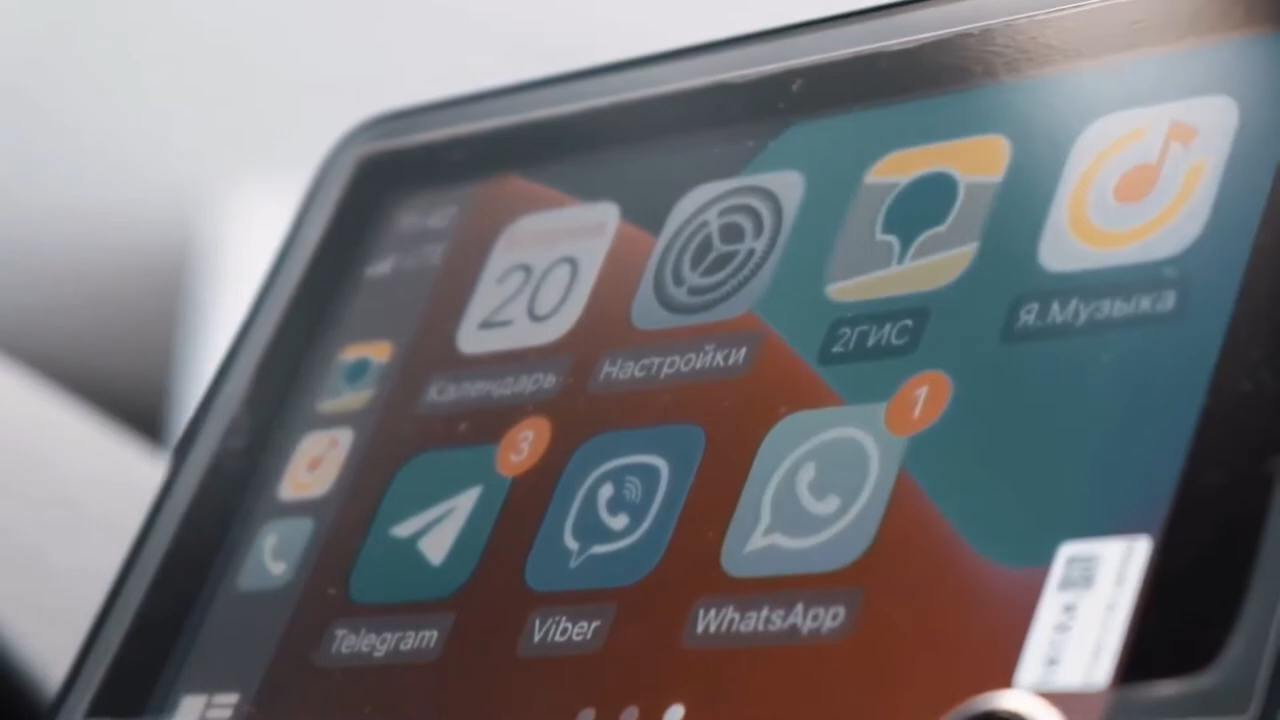 20
Календарь
Настройки
2ГИС
Я.Музыка
3
1
Telegram
Viber
WhatsApp